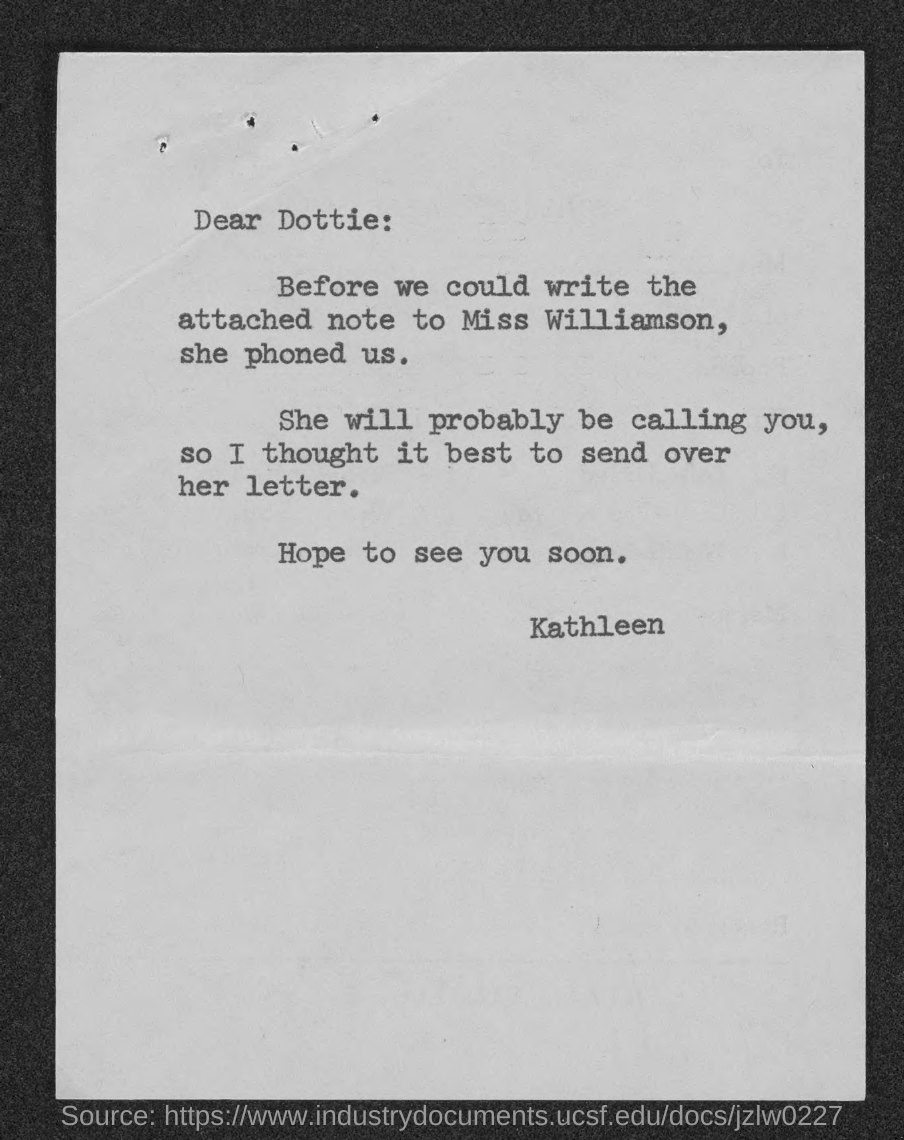 Dear Dottie:
Before we could write the
attached note to Miss Williamson,
she phoned us.
She will probably be calling you,
so I thought it best to send over
her letter.
Hope to see you soon.
Kathleen
Source: https://www.industrydocuments.ucsf.edu/docs/jzlw0227